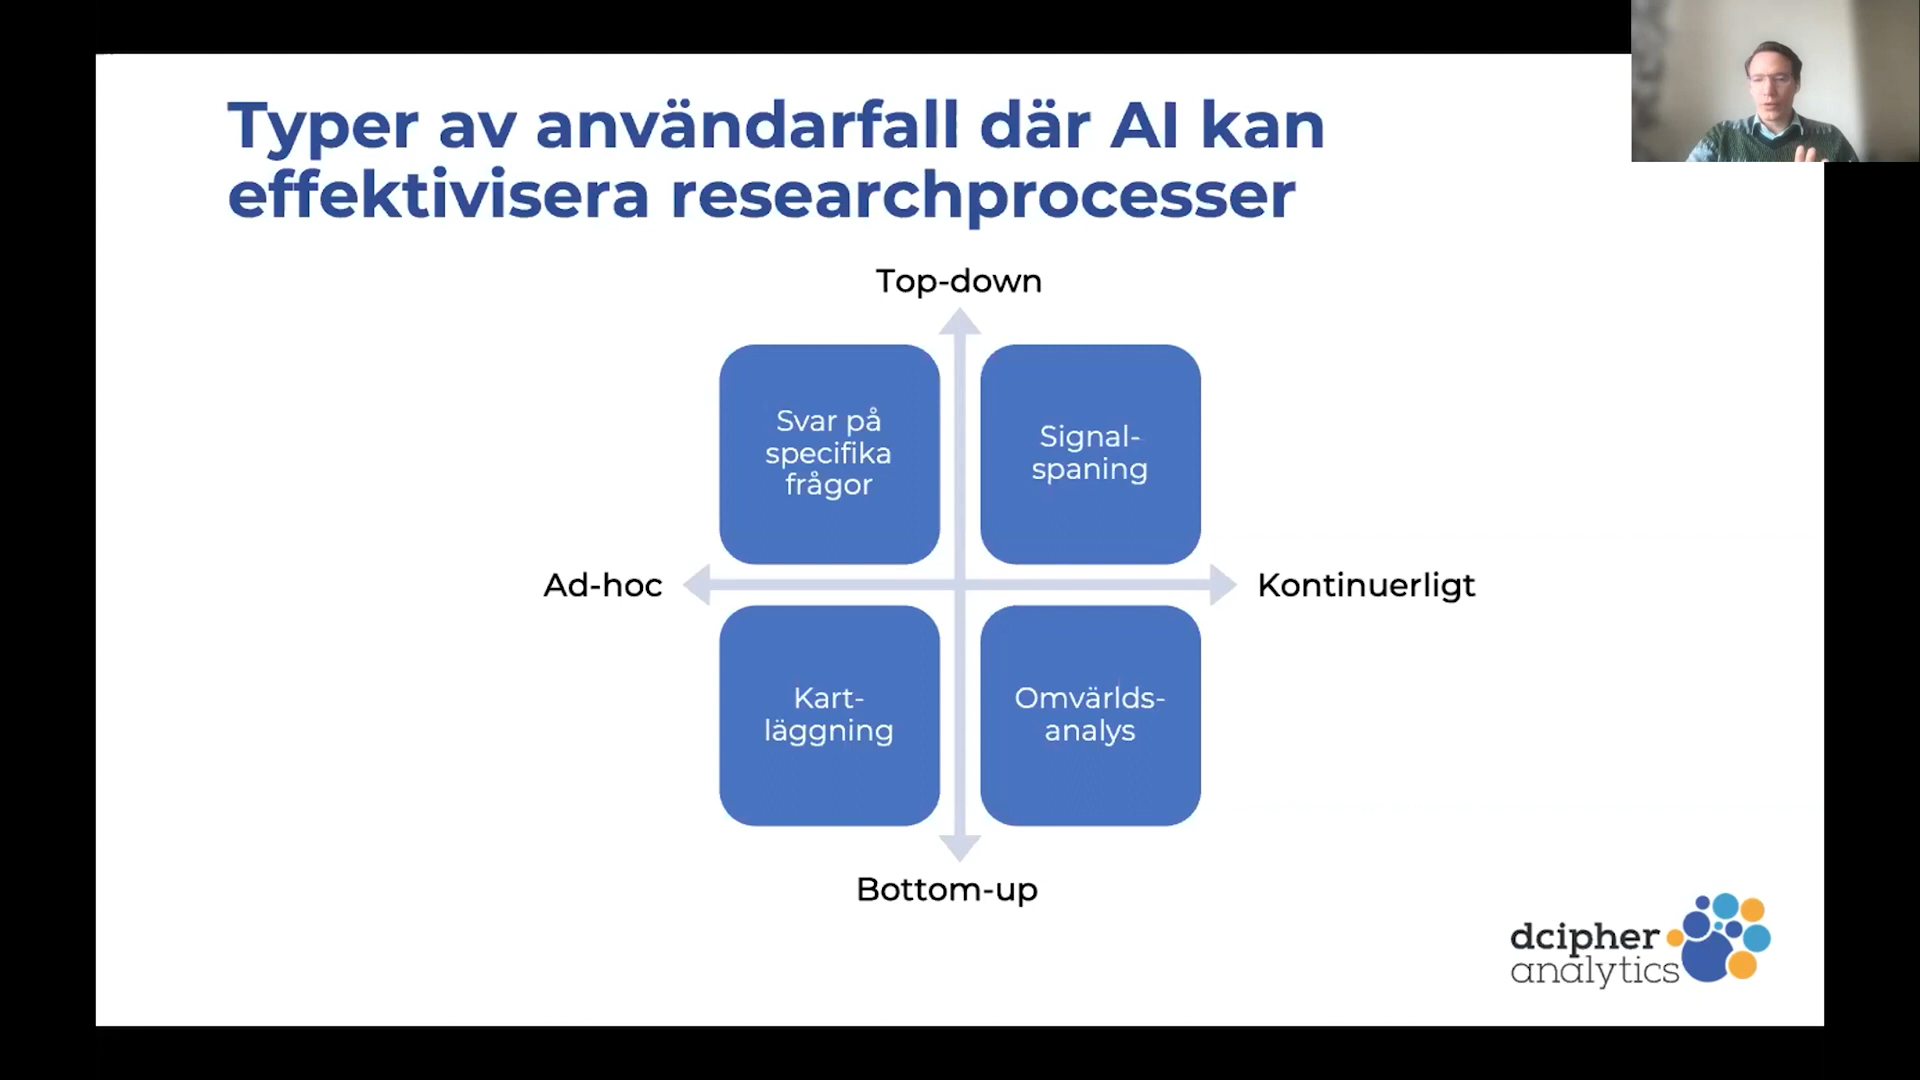 Typer av användarfall där AI kan
effektivisera researchprocesser
Top-down
Svar på
specifika
frågor
Signal-
spaning
Ad-hoc
Kontinuerligt
Kart-
läggning
Omvärlds-
analys
Bottom-up
dcipher
analytics